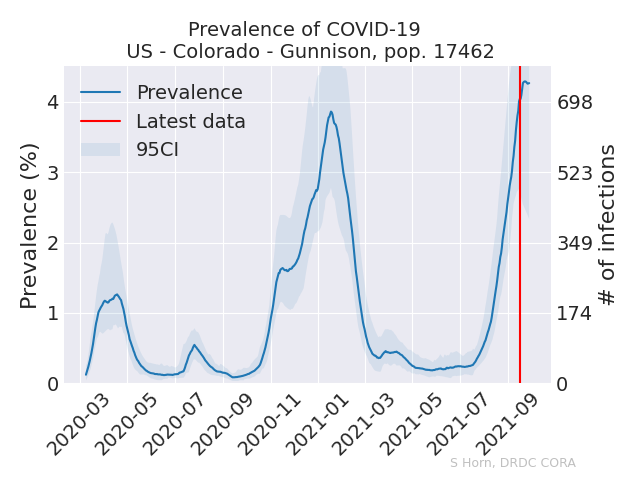 Prevalence of COVID-19
US - Colorado - Gunnison, pop. 17462
Prevalence
Latest data
95CI
Prevalence (%)
4
3
2
1
0
698
523
349
174
0
# of infections
2020-03
2020-05
2020-07
2020-09
2020-11
2021-01
2021-03
2021-05
2021-07
2021-09
S Horn, DRDC CORA